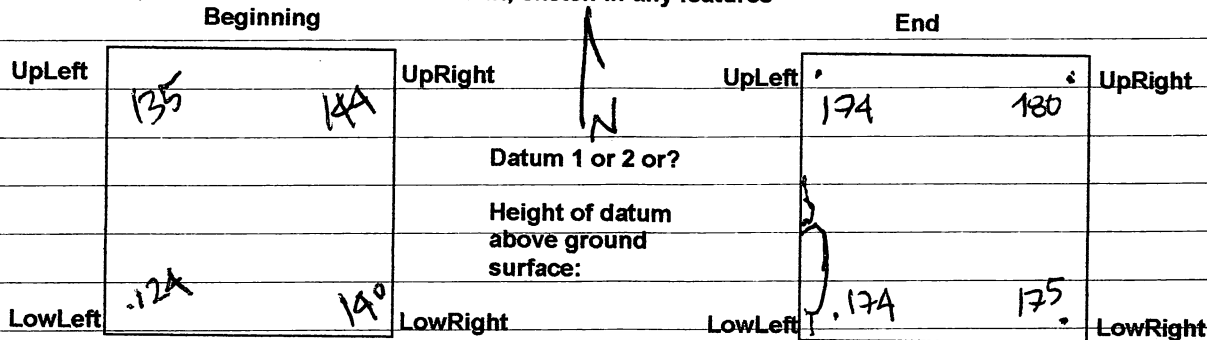 Beginning
End
UpLeft
135
144
UpRight
UpLeft
174
180
UpRight
N
Datum 1 or 2 or?
Height of datum
above ground
surface:
LowLeft
.124
140
LowRight
LowLeft
.174
175
LowRight